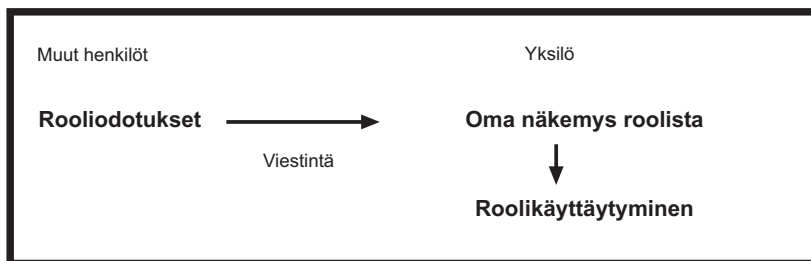 Muut henkilöt
Yksilö
Rooliodotukset
Oma näkemys roolista
Viestintä
Roolikäyttäytyminen